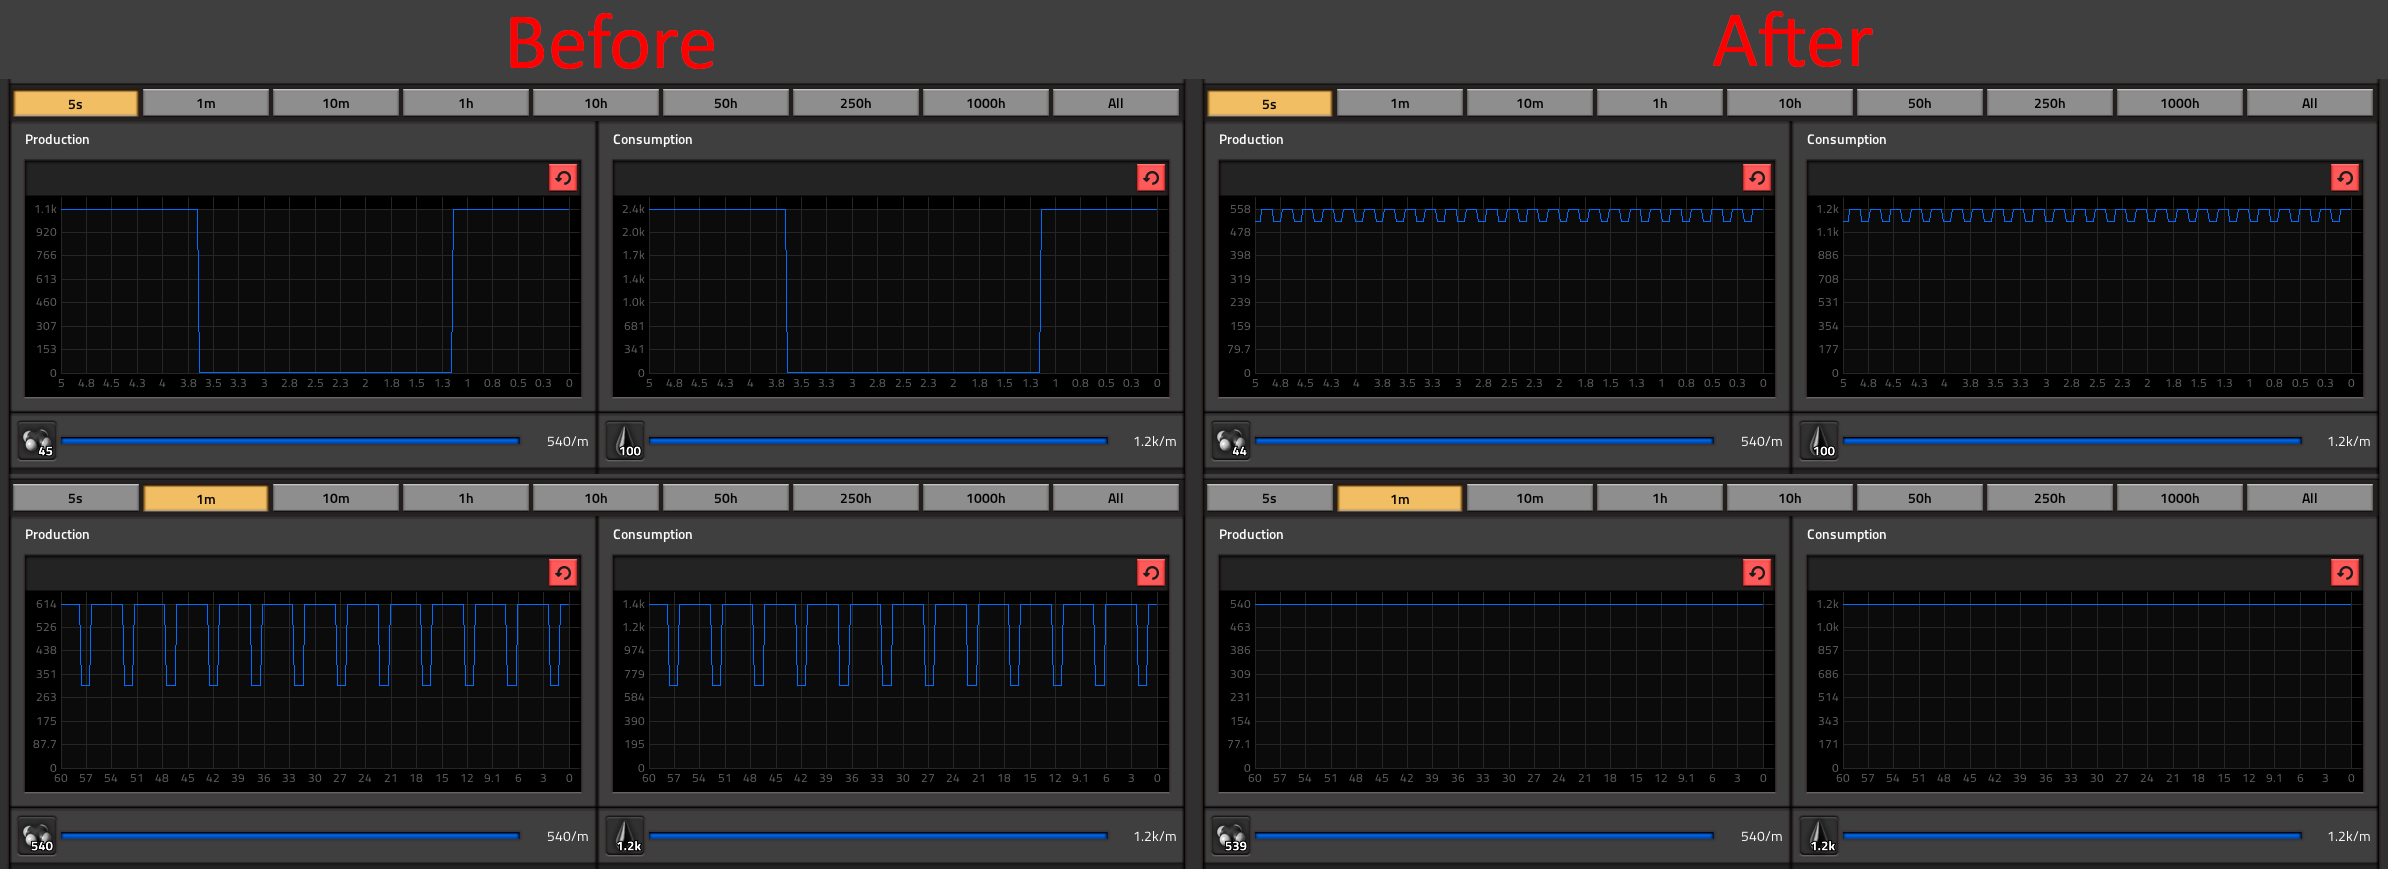 Before After
5s 1m 10m 1h 10h 50h 250h 1000h All
Production Consumption
1.1k
920
766
613
460
307
153
0
5 4.8 4.5 4.3 4 3.8 3.5 3.3 3 2.8 2.5 2.3 2 1.8 1.5 1.3 1 0.8 0.5 0.3 0
2.4k
2.0k
1.7k
1.4k
1.0k
681
341
0
5 4.8 4.5 4.3 4 3.8 3.5 3.3 3 2.8 2.5 2.3 2 1.8 1.5 1.3 1 0.8 0.5 0.3 0
45 540/m 100 1.2k/m
5s 1m 10m 1h 10h 50h 250h 1000h All
Production Consumption
558
478
398
319
239
159
79.7
0
5 4.8 4.5 4.3 4 3.8 3.5 3.3 3 2.8 2.5 2.3 2 1.8 1.5 1.3 1 0.8 0.5 0.3 0
1.2k
1.1k
886
708
531
354
177
0
5 4.8 4.5 4.3 4 3.8 3.5 3.3 3 2.8 2.5 2.3 2 1.8 1.5 1.3 1 0.8 0.5 0.3 0
44 540/m 100 1.2k/m
5s 1m 10m 1h 10h 50h 250h 1000h All
Production Consumption
614
526
438
351
263
175
87.7
0
60 57 54 51 48 45 42 39 36 33 30 27 24 21 18 15 12 9.1 6 3 0
1.4k
1.2k
974
779
584
390
195
0
60 57 54 51 48 45 42 39 36 33 30 27 24 21 18 15 12 9.1 6 3 0
540 540/m 1.2k 1.2k/m
5s 1m 10m 1h 10h 50h 250h 1000h All
Production Consumption
540
463
386
309
231
154
77.1
0
60 57 54 51 48 45 42 39 36 33 30 27 24 21 18 15 12 9.1 6 3 0
1.2k
1.0k
857
686
514
343
171
0
60 57 54 51 48 45 42 39 36 33 30 27 24 21 18 15 12 9.1 6 3 0
539 540/m 1.2k 1.2k/m